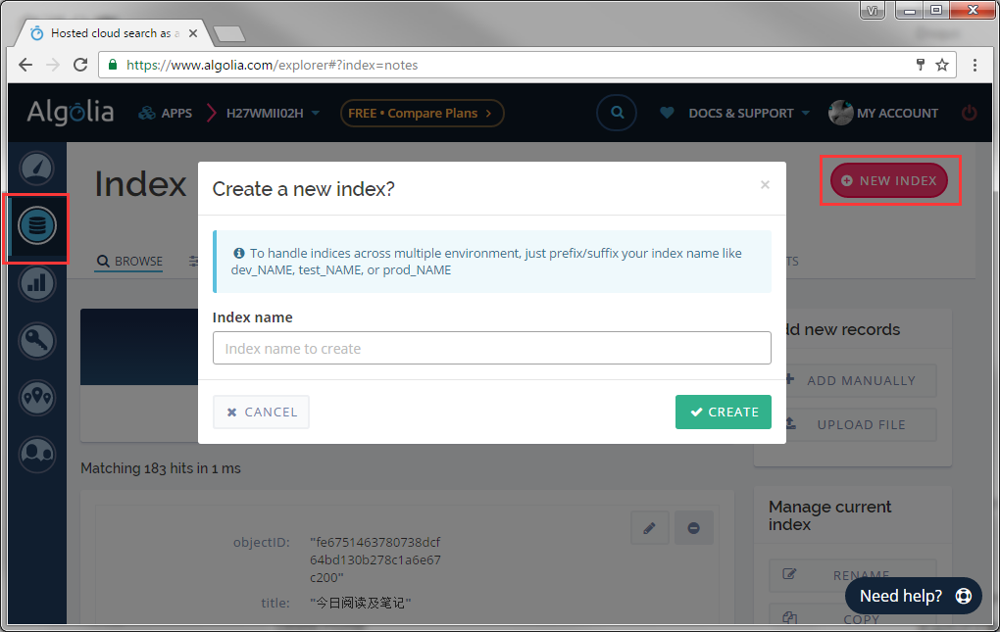 Vi
Hosted cloud search as a
https://www.algolia.com/explorer#?index=notes
Algolia
APPS
H27WMII02H
FREE • Compare Plans
DOCS & SUPPORT
MY ACCOUNT
Index
NEW INDEX
Create a new index?
×
BROWSE
TS
To handle indices across multiple environment, just prefix/suffix your index name like
dev_NAME, test_NAME, or prod_NAME
Index name
Index name to create
CANCEL
CREATE
dd new records
ADD MANUALLY
UPLOAD FILE
Matching 183 hits in 1 ms
objectID:
"fe6751463780738dcf
64bd130b278c1a6e67
c200"
title:
"今日阅读及笔记"
Manage current
index
RENAME
COPY
Need help?